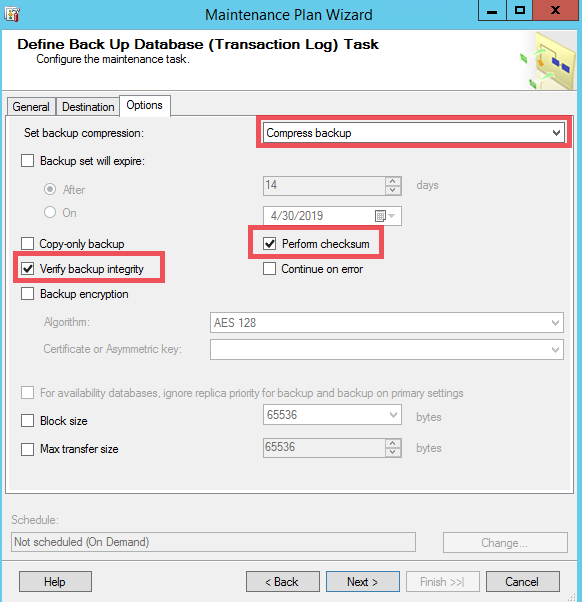 Maintenance Plan Wizard
Define Back Up Database (Transaction Log) Task
Configure the maintenance task.
General Destination Options
Set backup compression: Compress backup
Backup set will expire:
After 14 days
On 4/30/2019
Copy-only backup Perform checksum
Verify backup integrity Continue on error
Backup encryption
Algorithm: AES 128
Certificate or Asymmetric key:
For availability databases, ignore replica priority for backup and backup on primary settings
Block size 65536 bytes
Max transfer size 65536 bytes
Schedule:
Not scheduled (On Demand) Change...
Help < Back Next > Finish >>| Cancel